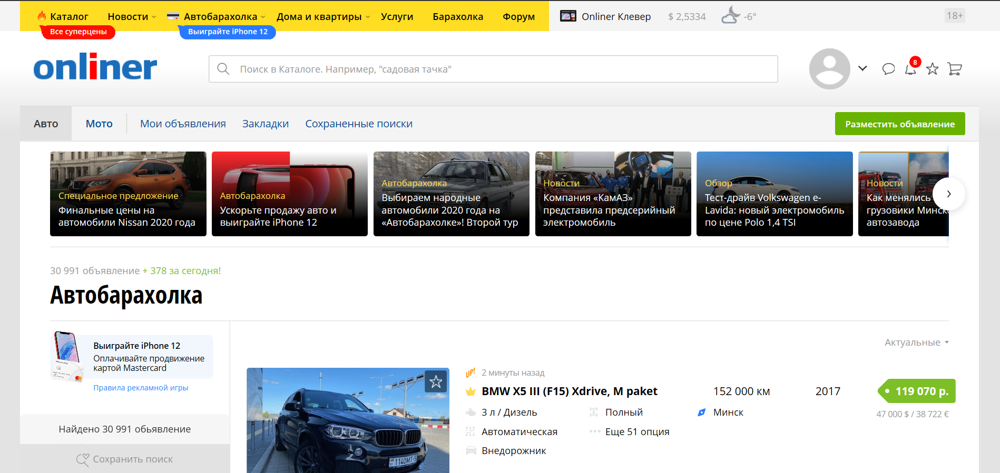 Каталог
Новости
Автобарахолка
Дома и квартиры
Услуги
Барахолка
Форум
Onliner Клевер
$ 2,5334
-6°
18+
Все суперцены
Выиграйте iPhone 12
onliner
Поиск в Каталоге. Например, "садовая тачка"
8
Авто
Мото
Мои объявления
Закладки
Сохраненные поиски
Разместить объявление
Специальное предложение
Финальные цены на
автомобили Nissan 2020 года
Автобарахолка
Ускорьте продажу авто и
выиграйте iPhone 12
Автобарахолка
Выбираем народные
автомобили 2020 года на
«Автобарахолке»! Второй тур
Новости
Компания «КамАЗ»
представила предсерийный
электромобиль
Обзор
Тест-драйв Volkswagen e-
Lavida: новый электромобиль
по цене Polo 1,4 TSI
Новости
Как менялись
грузовики Минско
автозавода
30 991 объявление + 378 за сегодня!
Автобарахолка
Выиграйте iPhone 12
Оплачивайте продвижение
картой Mastercard
Правила рекламной игры
Найдено 30 991 объявление
Сохранить поиск
Актуальные
UP!
2 минуты назад
BMW X5 III (F15) Xdrive, M paket
152 000 км
2017
119 070 р.
3 л / Дизель
Полный
Минск
47 000 $ / 38 722 €
Автоматическая
Еще 51 опция
Внедорожник
1140MT-5